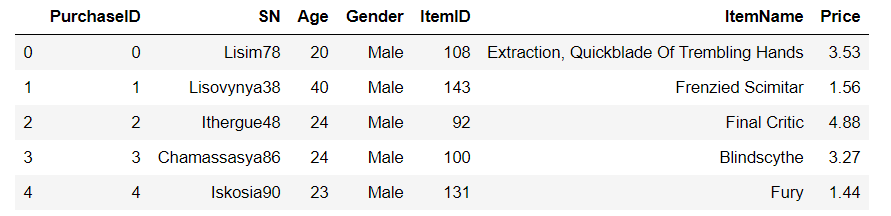 PurchaseID SN Age Gender ItemID ItemName Price
0 0 Lisim78 20 Male 108 Extraction, Quickblade Of Trembling Hands 3.53
1 1 Lisovynya38 40 Male 143 Frenzied Scimitar 1.56
2 2 Ithergue48 24 Male 92 Final Critic 4.88
3 3 Chamassasya86 24 Male 100 Blindscythe 3.27
4 4 Iskosia90 23 Male 131 Fury 1.44